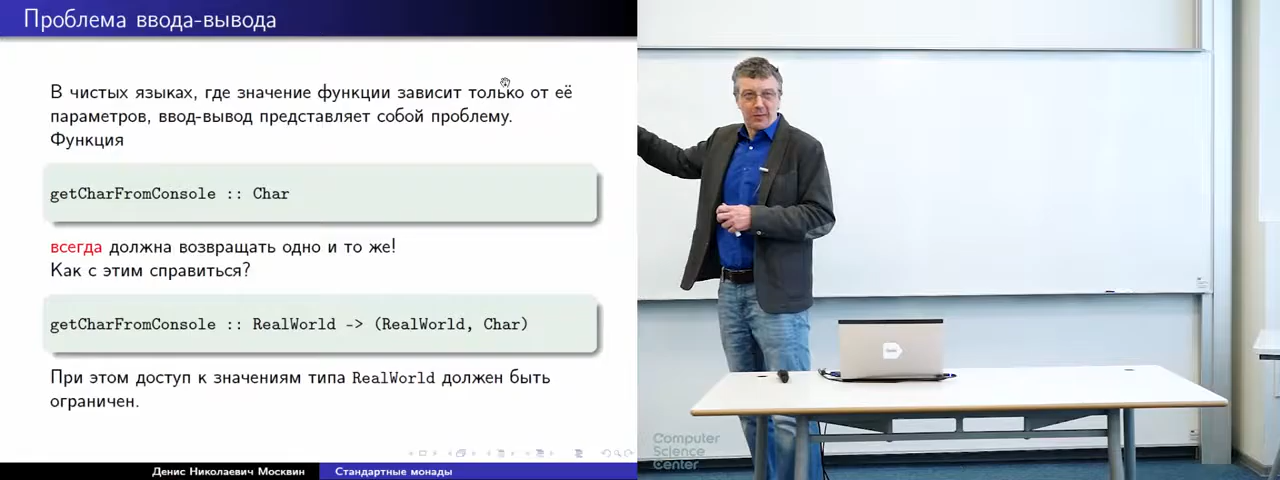 Проблема ввода-вывода
В чистых языках, где значение функции зависит только от её
параметров, ввод-вывод представляет собой проблему.
Функция
getCharFromConsole :: Char
всегда должна возвращать одно и то же!
Как с этим справиться?
getCharFromConsole :: RealWorld -> (RealWorld, Char)
При этом доступ к значениям типа RealWorld должен быть
ограничен.
Денис Николаевич Москвин
Стандартные монады
Computer
Science
Center